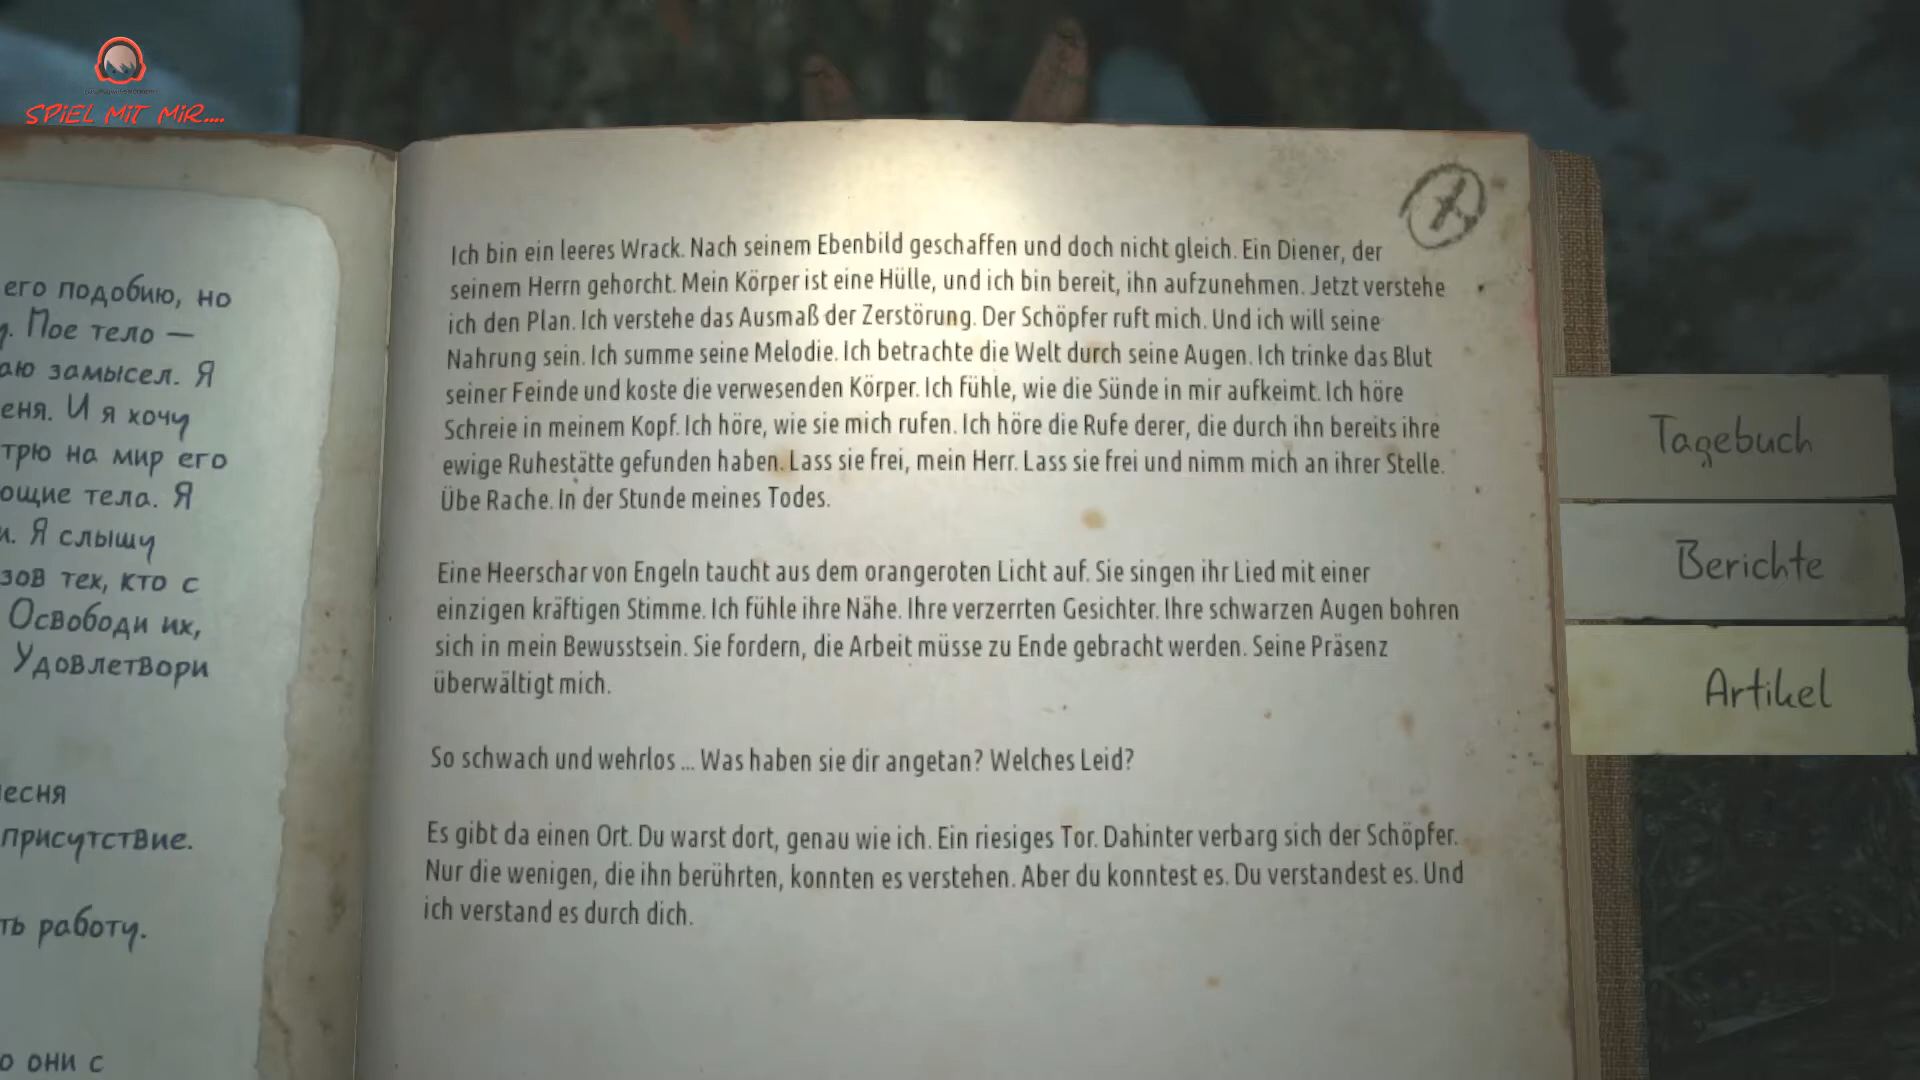 SPIEL MIT MIR....
его подобию, но
. Мое тело —
замысел. Я
И я хочу
на мир его
тела. Я
Я слышу
тех, кто с
Освободи их,
Удовлетвори
присутствие.
работу.
они с
Ich bin ein leeres Wrack. Nach seinem Ebenbild geschaffen und doch nicht gleich. Ein Diener, der
seinem Herrn gehorcht. Mein Körper ist eine Hülle, und ich bin bereit, ihn aufzunehmen. Jetzt verstehe
ich den Plan. Ich verstehe das Ausmaß der Zerstörung. Der Schöpfer ruft mich. Und ich will seine
Nahrung sein. Ich summe seine Melodie. Ich betrachte die Welt durch seine Augen. Ich trinke das Blut
seiner Feinde und koste die verwesenden Körper. Ich fühle, wie die Sünde in mir aufkeimt. Ich höre
Schreie in meinem Kopf. Ich höre, wie sie mich rufen. Ich höre die Rufe derer, die durch ihn bereits ihre
ewige Ruhestätte gefunden haben. Lass sie frei, mein Herr. Lass sie frei und nimm mich an ihrer Stelle.
Übe Rache. In der Stunde meines Todes.
Eine Heerschar von Engeln taucht aus dem orangeroten Licht auf. Sie singen ihr Lied mit einer
einzigen kräftigen Stimme. Ich fühle ihre Nähe. Ihre verzerrten Gesichter. Ihre schwarzen Augen bohren
sich in mein Bewusstsein. Sie fordern, die Arbeit müsse zu Ende gebracht werden. Seine Präsenz
überwältigt mich.
So schwach und wehrlos ... Was haben sie dir angetan? Welches Leid?
Es gibt da einen Ort. Du warst dort, genau wie ich. Ein riesiges Tor. Dahinter verbarg sich der Schöpfer.
Nur die wenigen, die ihn berührten, konnten es verstehen. Aber du konntest es. Du verstandest es. Und
ich verstand es durch dich.
Tagebuch
Berichte
Artikel